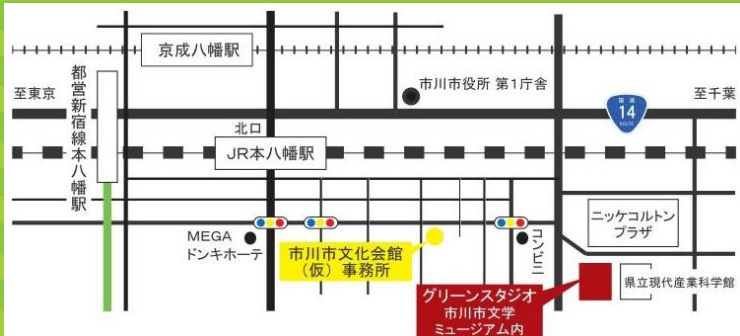 京成八幡駅
都営新宿線本八幡駅
市川市役所 第1庁舎
至東京
国道
14
ROUTE
至千葉
北口
JR本八幡駅
MEGA
ドンキホーテ
市川市文化会館
（仮）事務所
コンビニ
ニッケコルトン
プラザ
グリーンスタジオ
市川市文学
ミュージアム内
県立現代産業科学館